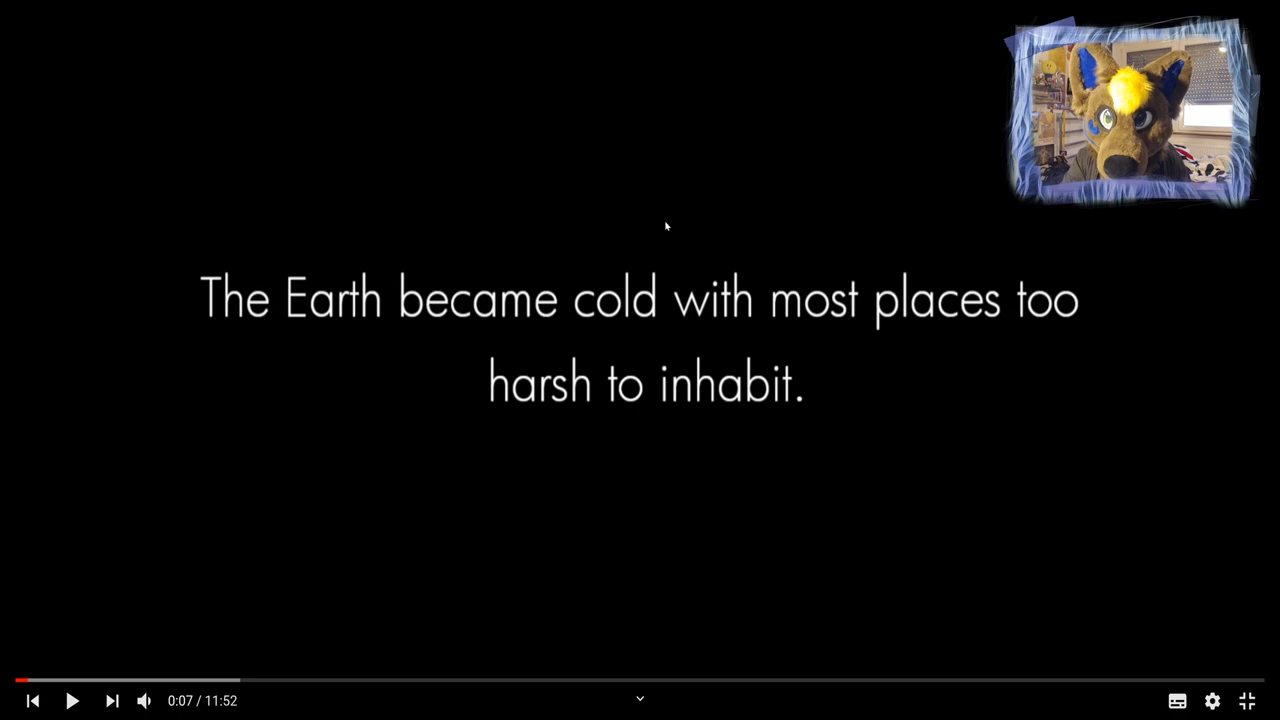 The Earth became cold with most places too
harsh to inhabit.
0:07 / 11:52